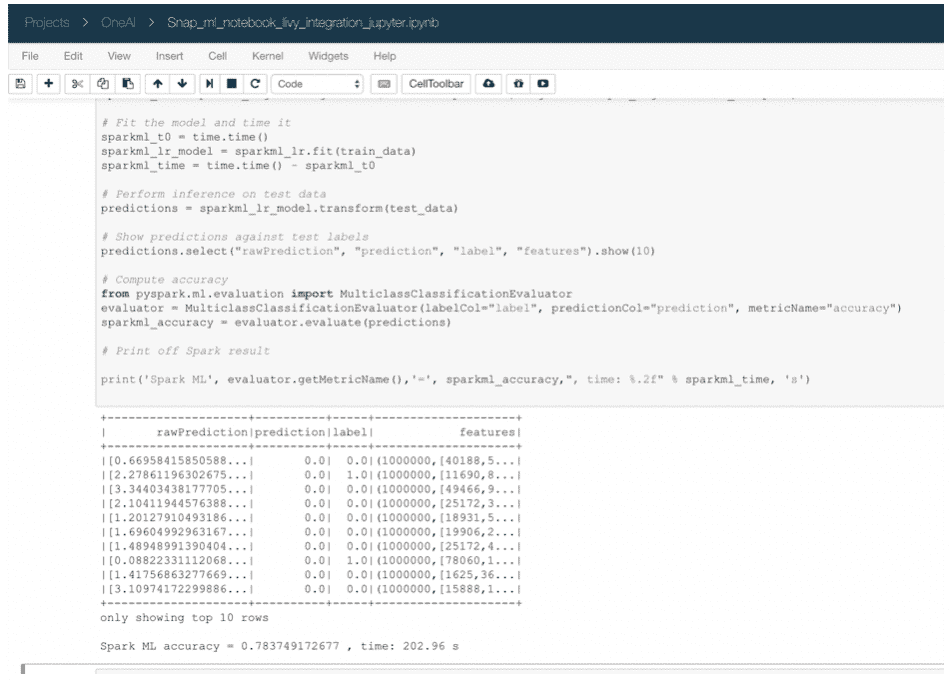 Projects > OneAI > Snap_ml_notebook_livy_integration_jupyter.ipynb
File Edit View Insert Cell Kernel Widgets Help
Code CellToolbar
# Fit the model and time it
sparkml_t0 = time.time()
sparkml_lr_model = sparkml_lr.fit(train_data)
sparkml_time = time.time() - sparkml_t0
# Perform inference on test data
predictions = sparkml_lr_model.transform(test_data)
# Show predictions against test labels
predictions.select("rawPrediction", "prediction", "label", "features").show(10)
# Compute accuracy
from pyspark.ml.evaluation import MulticlassClassificationEvaluator
evaluator = MulticlassClassificationEvaluator(labelCol="label", predictionCol="prediction", metricName="accuracy")
sparkml_accuracy = evaluator.evaluate(predictions)
# Print off Spark result
print('Spark ML', evaluator.getMetricName(),'=', sparkml_accuracy,", time: %.2f" % sparkml_time, 's')
+--------------------+----------+-----+--------------------+
|       rawPrediction|prediction|label|            features|
+--------------------+----------+-----+--------------------+
|[0.66958415850588...|       0.0|  0.0|(1000000,[40188,5...|
|[2.27861196302675...|       0.0|  1.0|(1000000,[11690,8...|
|[3.34403438177705...|       0.0|  0.0|(1000000,[49466,9...|
|[2.10411944576388...|       0.0|  0.0|(1000000,[25172,3...|
|[1.20127910493186...|       0.0|  0.0|(1000000,[18931,5...|
|[1.69604992963167...|       0.0|  0.0|(1000000,[19906,2...|
|[1.48948991390404...|       0.0|  0.0|(1000000,[25172,4...|
|[0.08822331112068...|       0.0|  1.0|(1000000,[78060,1...|
|[1.41756863277669...|       0.0|  0.0|(1000000,[1625,36...|
|[3.10974172299886...|       0.0|  0.0|(1000000,[15888,1...|
+--------------------+----------+-----+--------------------+
only showing top 10 rows
Spark ML accuracy = 0.783749172677 , time: 202.96 s